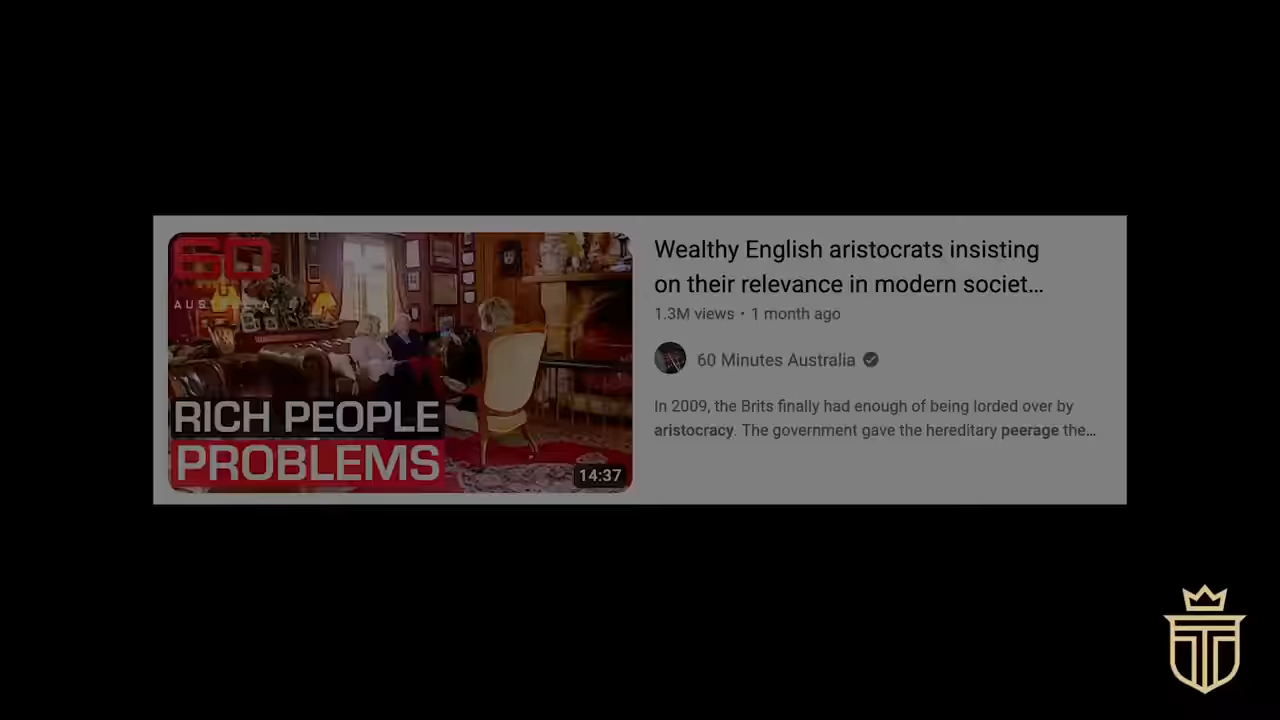 60
AUSTRALIA
RICH PEOPLE
PROBLEMS
14:37
Wealthy English aristocrats insisting
on their relevance in modern societ…
1.3M views • 1 month ago
60 Minutes Australia
In 2009, the Brits finally had enough of being lorded over by
aristocracy. The government gave the hereditary peerage the…